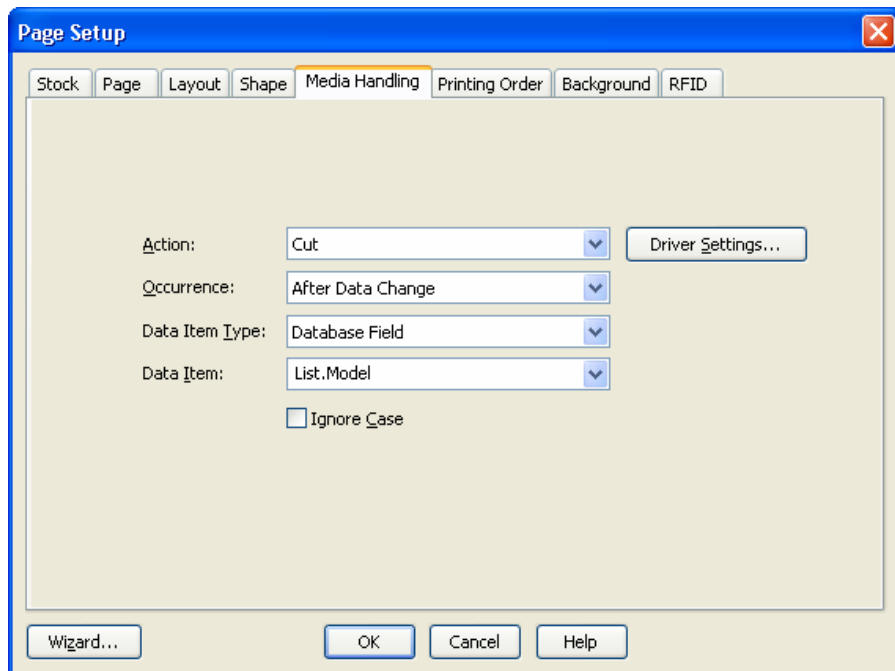 Page Setup
Stock Page Layout Shape Media Handling Printing Order Background RFID
Action: Cut Driver Settings...
Occurrence: After Data Change
Data Item Type: Database Field
Data Item: List.Model
Ignore Case
Wizard... OK Cancel Help